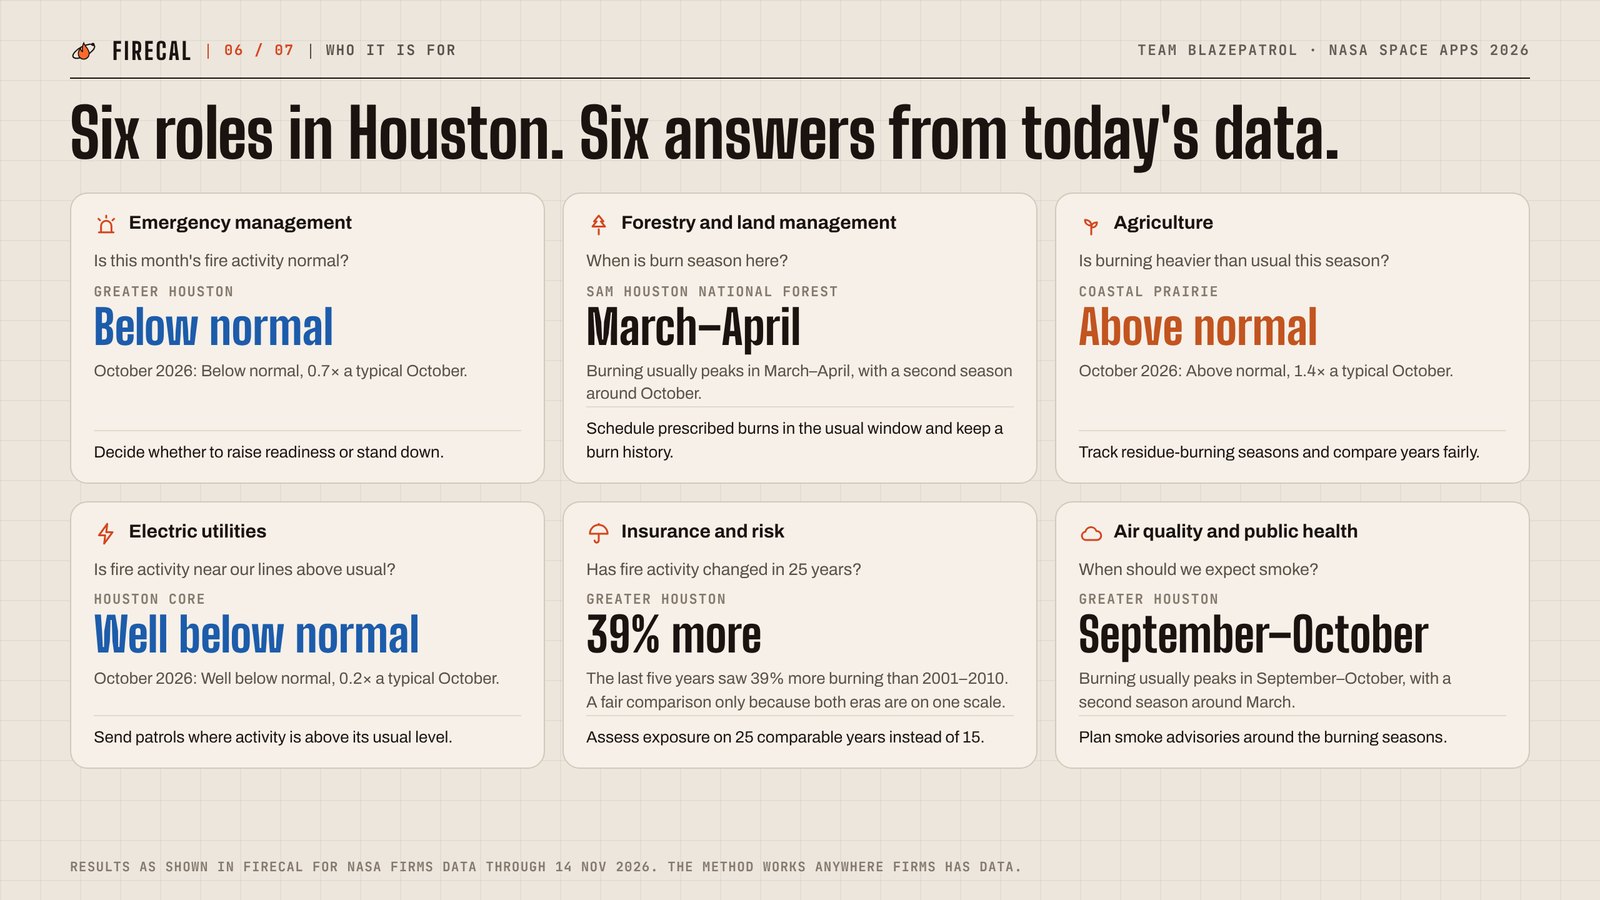 FIRECAL | 06 / 07 | WHO IT IS FOR
TEAM BLAZEPATROL · NASA SPACE APPS 2026
Six roles in Houston. Six answers from today's data.
Emergency management
Is this month's fire activity normal?
GREATER HOUSTON
Below normal
October 2026: Below normal, 0.7× a typical October.
Decide whether to raise readiness or stand down.
Forestry and land management
When is burn season here?
SAM HOUSTON NATIONAL FOREST
March–April
Burning usually peaks in March–April, with a second season
around October.
Schedule prescribed burns in the usual window and keep a
burn history.
Agriculture
Is burning heavier than usual this season?
COASTAL PRAIRIE
Above normal
October 2026: Above normal, 1.4× a typical October.
Track residue-burning seasons and compare years fairly.
Electric utilities
Is fire activity near our lines above usual?
HOUSTON CORE
Well below normal
October 2026: Well below normal, 0.2× a typical October.
Send patrols where activity is above its usual level.
Insurance and risk
Has fire activity changed in 25 years?
GREATER HOUSTON
39% more
The last five years saw 39% more burning than 2001–2010.
A fair comparison only because both eras are on one scale.
Assess exposure on 25 comparable years instead of 15.
Air quality and public health
When should we expect smoke?
GREATER HOUSTON
September–October
Burning usually peaks in September–October, with a
second season around March.
Plan smoke advisories around the burning seasons.
RESULTS AS SHOWN IN FIRECAL FOR NASA FIRMS DATA THROUGH 14 NOV 2026. THE METHOD WORKS ANYWHERE FIRMS HAS DATA.